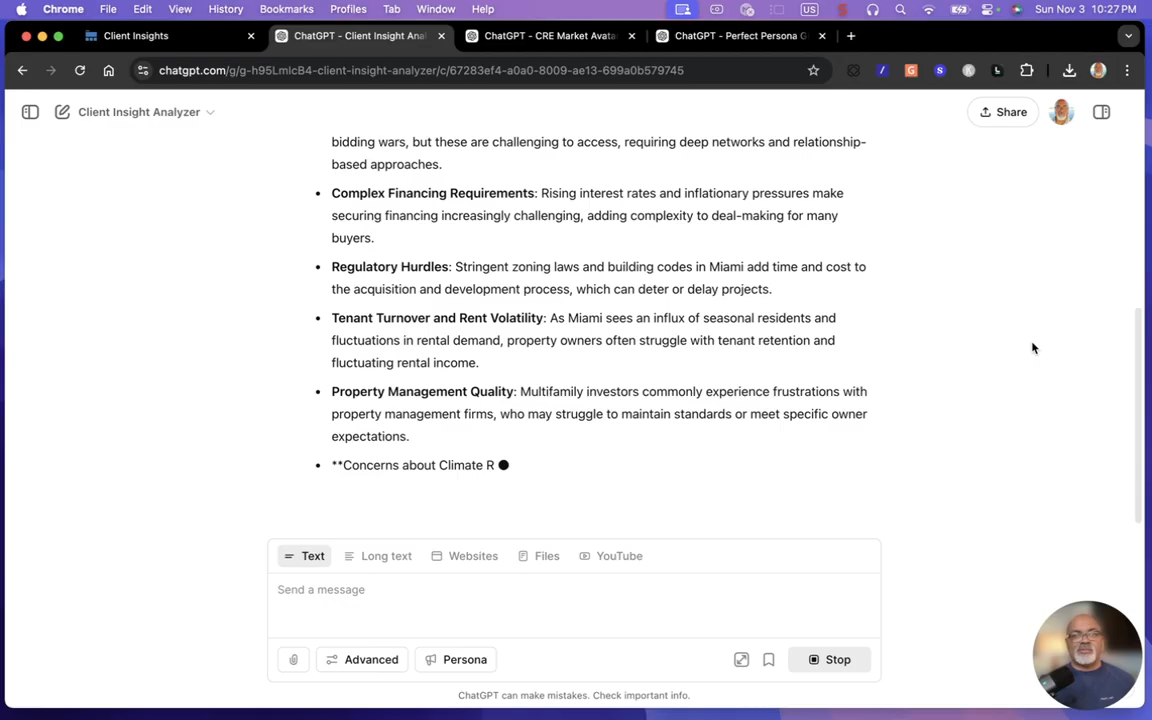 Chrome File Edit View History Bookmarks Profiles Tab Window Help US Sun Nov 3 10:27 PM
Client Insights ChatGPT - Client Insight Anal ChatGPT - CRE Market Avata ChatGPT - Perfect Persona G
chatgpt.com/g/g-h95LmlcB4-client-insight-analyzer/c/67283ef4-a0a0-8009-ae13-699a0b579745
Client Insight Analyzer Share
bidding wars, but these are challenging to access, requiring deep networks and relationship-
based approaches.
• Complex Financing Requirements: Rising interest rates and inflationary pressures make
securing financing increasingly challenging, adding complexity to deal-making for many
buyers.
• Regulatory Hurdles: Stringent zoning laws and building codes in Miami add time and cost to
the acquisition and development process, which can deter or delay projects.
• Tenant Turnover and Rent Volatility: As Miami sees an influx of seasonal residents and
fluctuations in rental demand, property owners often struggle with tenant retention and
fluctuating rental income.
• Property Management Quality: Multifamily investors commonly experience frustrations with
property management firms, who may struggle to maintain standards or meet specific owner
expectations.
• **Concerns about Climate R
Text Long text Websites Files YouTube
Send a message
Advanced Persona Stop
ChatGPT can make mistakes. Check important info.